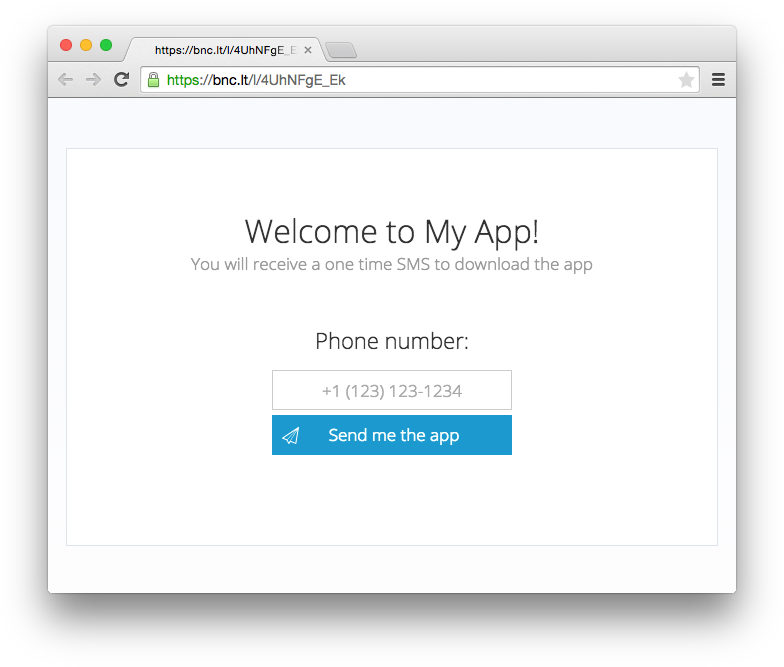 https://bnc.lt/l/4UhNFgE_E
https://bnc.lt/l/4UhNFgE_Ek
Welcome to My App!
You will receive a one time SMS to download the app
Phone number:
+1 (123) 123-1234
Send me the app